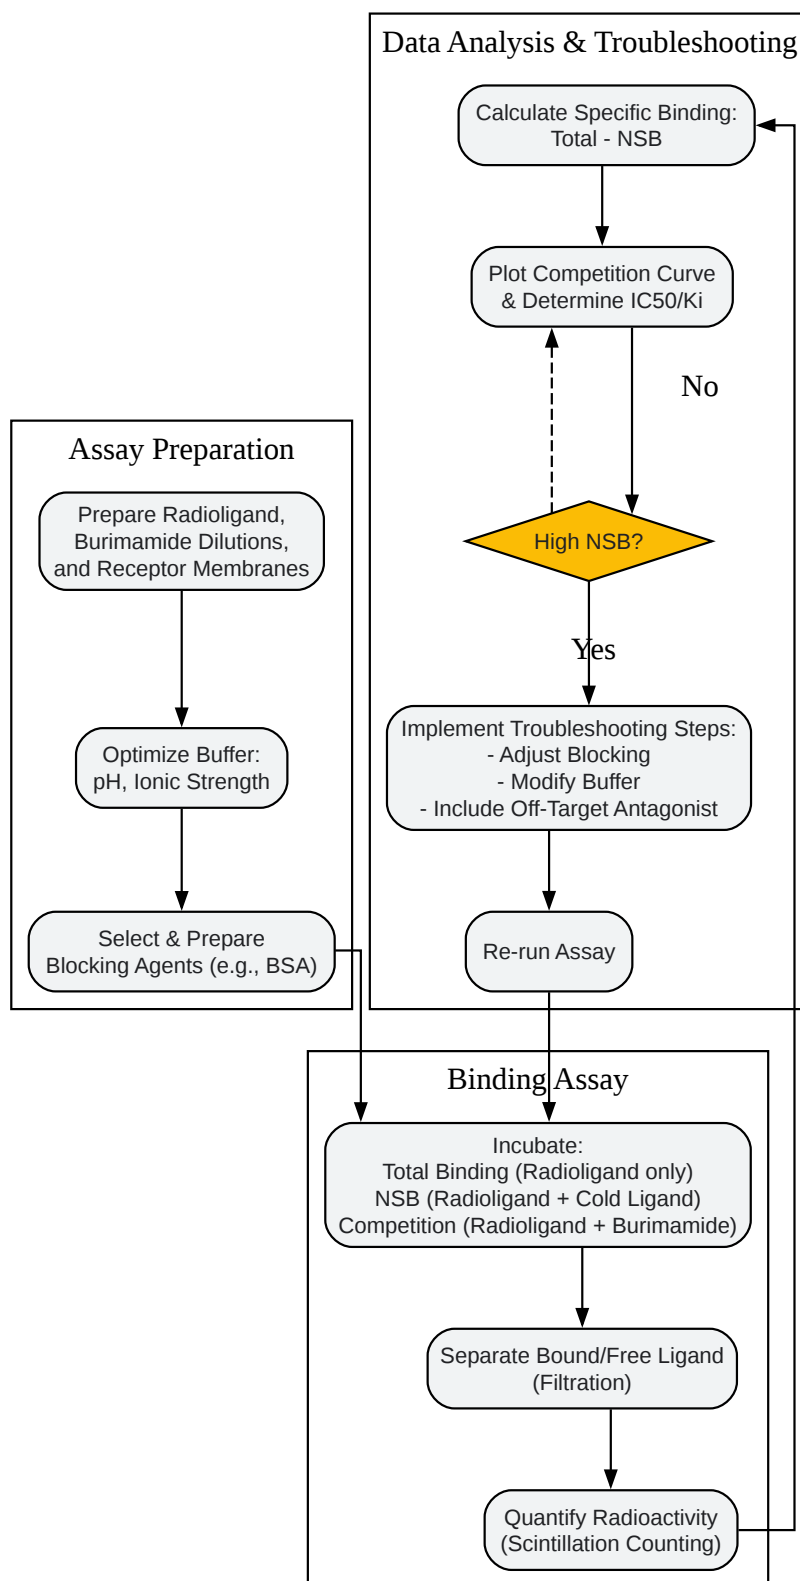 Data Analysis & Troubleshooting
Calculate Specific Binding:
Total - NSB
Plot Competition Curve
& Determine IC50/Ki
No
High NSB?
Yes
Implement Troubleshooting Steps:
- Adjust Blocking
- Modify Buffer
- Include Off-Target Antagonist
Re-run Assay
Assay Preparation
Prepare Radioligand,
Burimamide Dilutions,
and Receptor Membranes
Optimize Buffer:
pH, Ionic Strength
Select & Prepare
Blocking Agents (e.g., BSA)
Binding Assay
Incubate:
Total Binding (Radioligand only)
NSB (Radioligand + Cold Ligand)
Competition (Radioligand + Burimamide)
Separate Bound/Free Ligand
(Filtration)
Quantify Radioactivity
(Scintillation Counting)